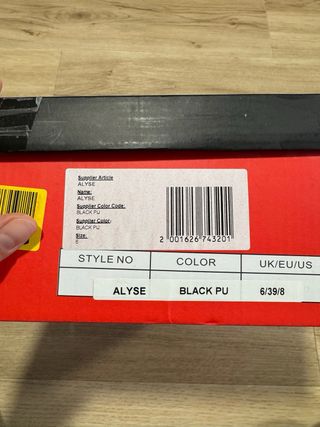 Supplier Article
ALYSE
Name:
ALYSE
Supplier Color Code:
BLACK PU
Supplier Color:
BLACK PU
Size:
6
2 001626 743201
STYLE NO COLOR UK/EU/US
ALYSE BLACK PU 6/39/8